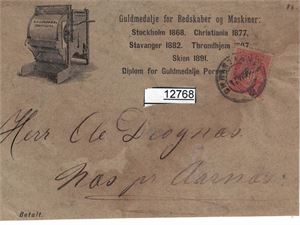 Guldmedalje for Redskaber og Maskiner:
Stockholm 1868. Christiania 1877.
Stavanger 1882. Throndhjem
Skien 1891.
Diplom for Guldmedalje
12768
Herr Ole
Næs pr Aarnæs
Betalt.